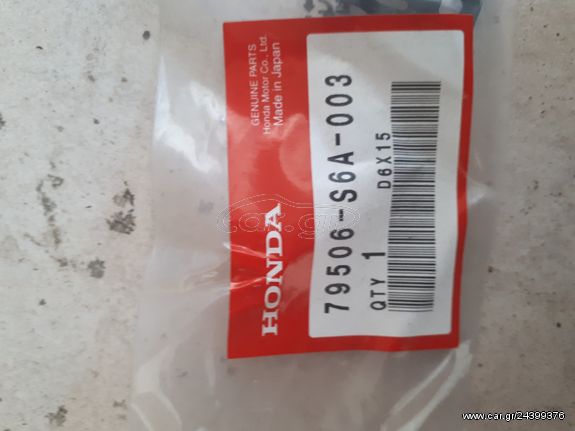 GENUINE PARTS
Honda Motor Co., Ltd.
Made in Japan
HONDA
79506-S6A-003
QTY 1 D6X15
car.gr
www.car.gr/24399376